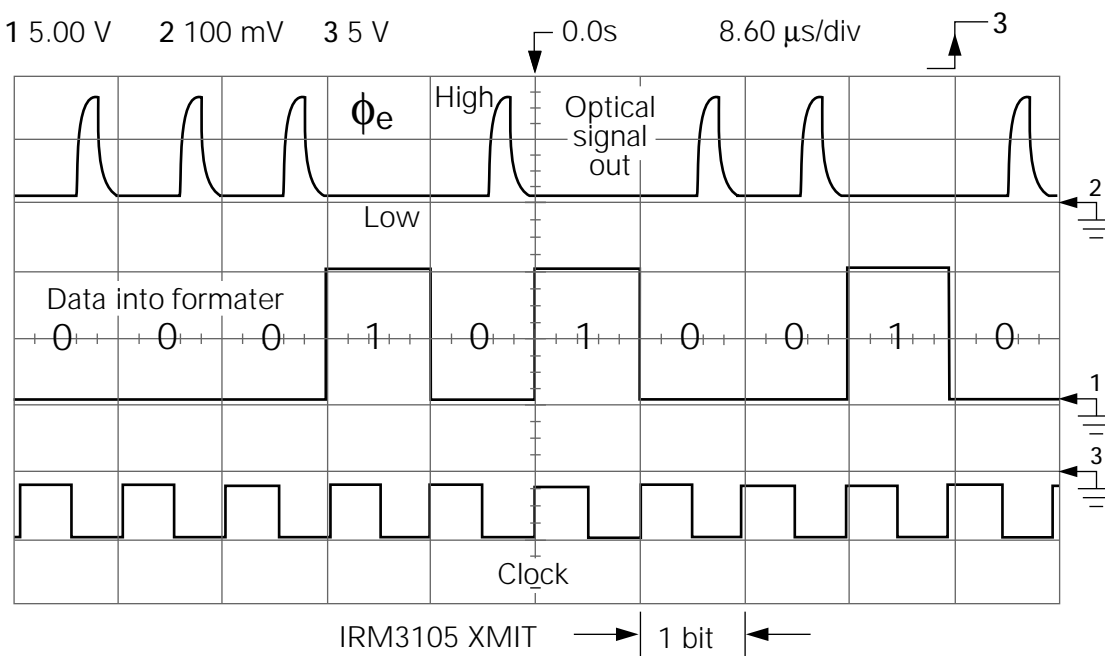 1 5.00 V 2 100 mV 3 5 V 0.0s 8.60 μs/div 3
ϕe High Optical
signal
out
2
Low
Data into formater
0 0 0 1 0 1 0 0 1 0
1
3
Clock
IRM3105 XMIT 1 bit